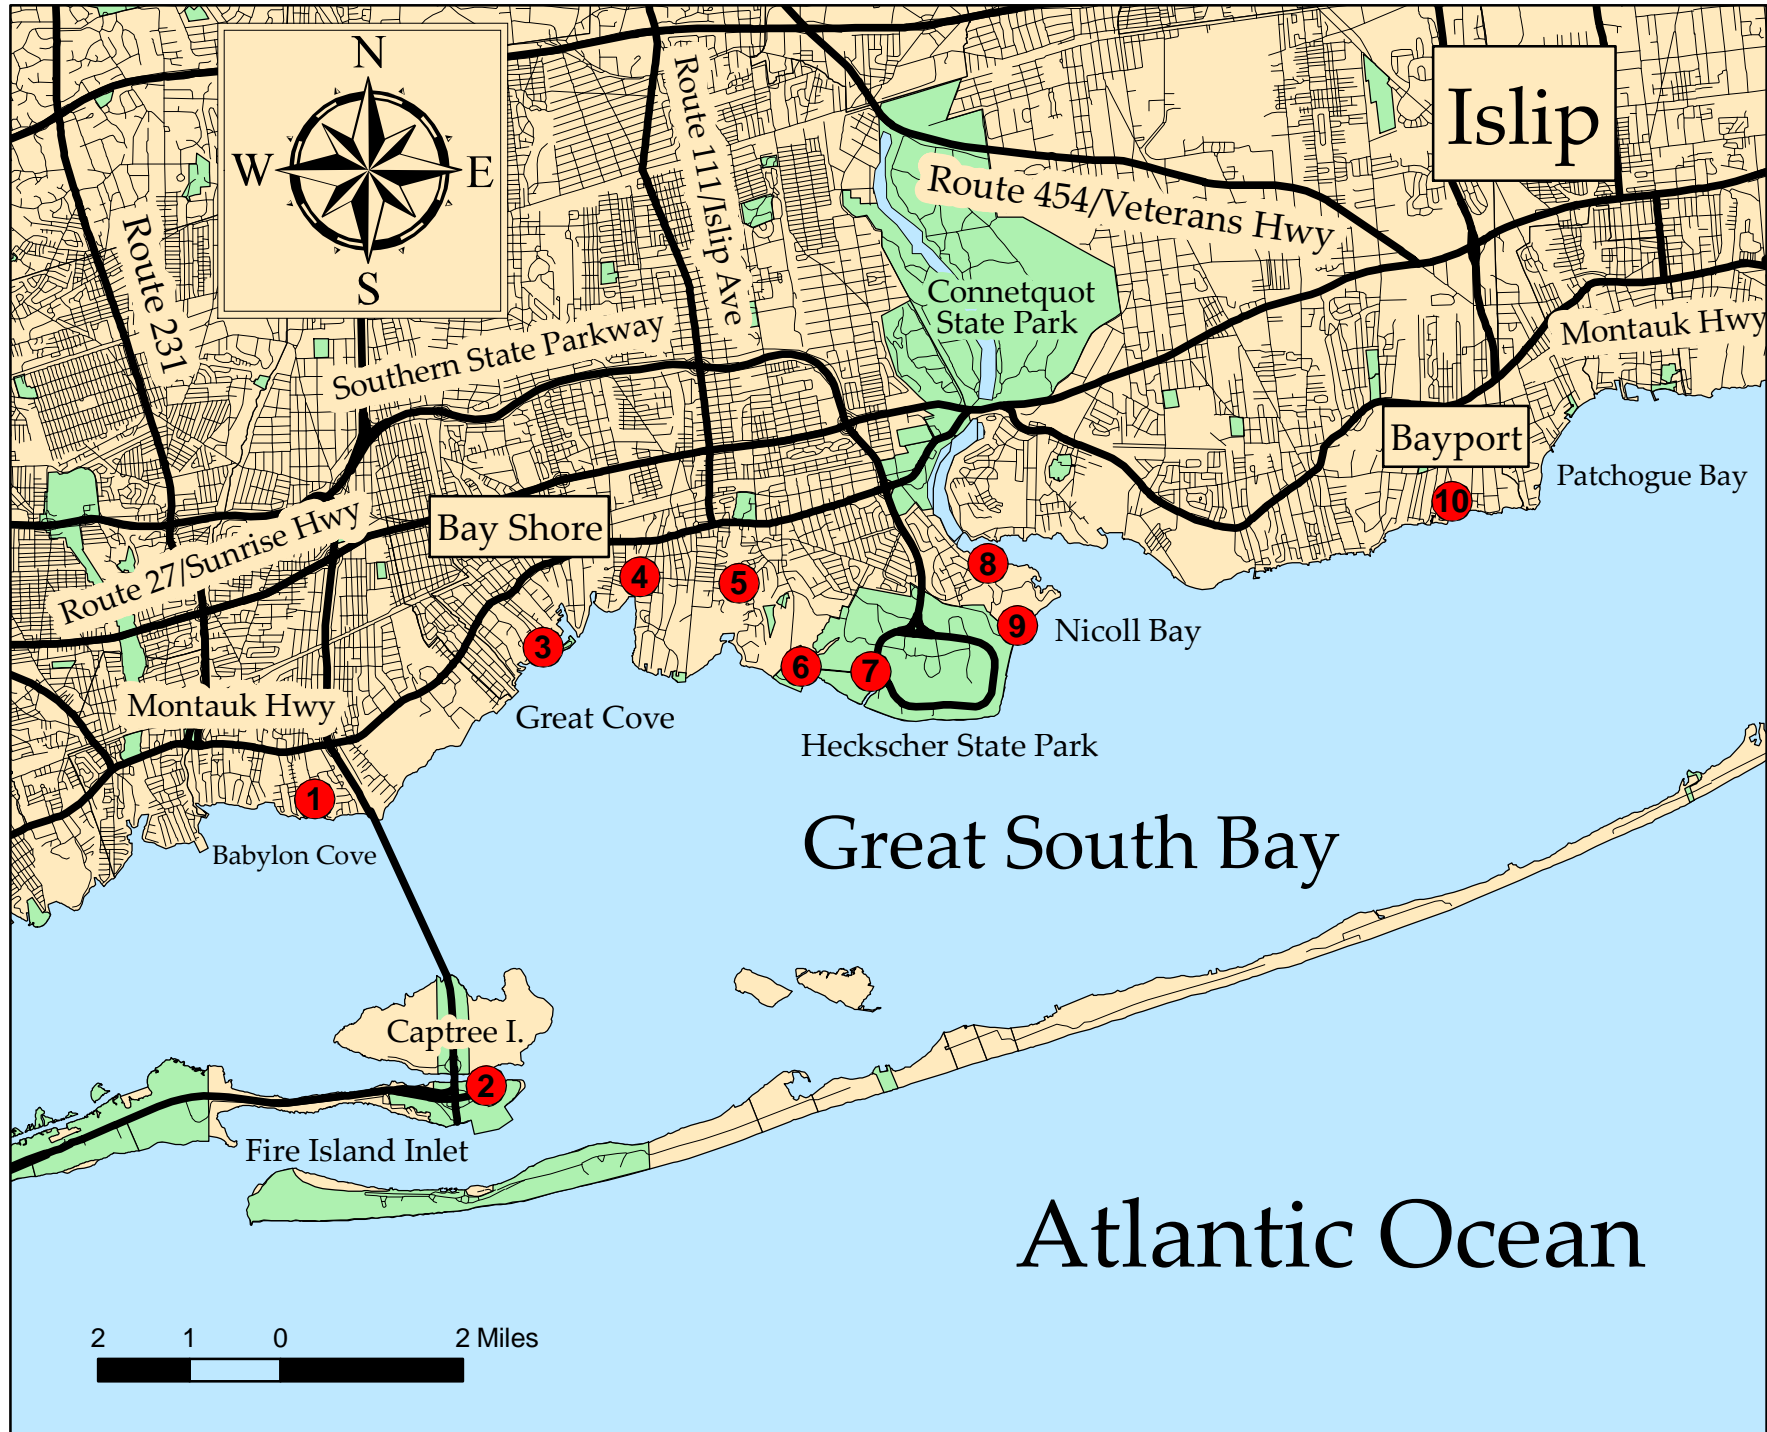 N
W
E
S
Islip
Route 231
Route 111/Islip Ave
Route 454/Veterans Hwy
Connetquot
State Park
Southern State Parkway
Montauk Hwy
Bayport
Patchogue Bay
10
Bay Shore
Route 27/Sunrise Hwy
4
5
8
3
9
Nicoll Bay
6
7
Montauk Hwy
Great Cove
Heckscher State Park
1
Babylon Cove
Great South Bay
Captree I.
2
Fire Island Inlet
Atlantic Ocean
2 1 0 2 Miles